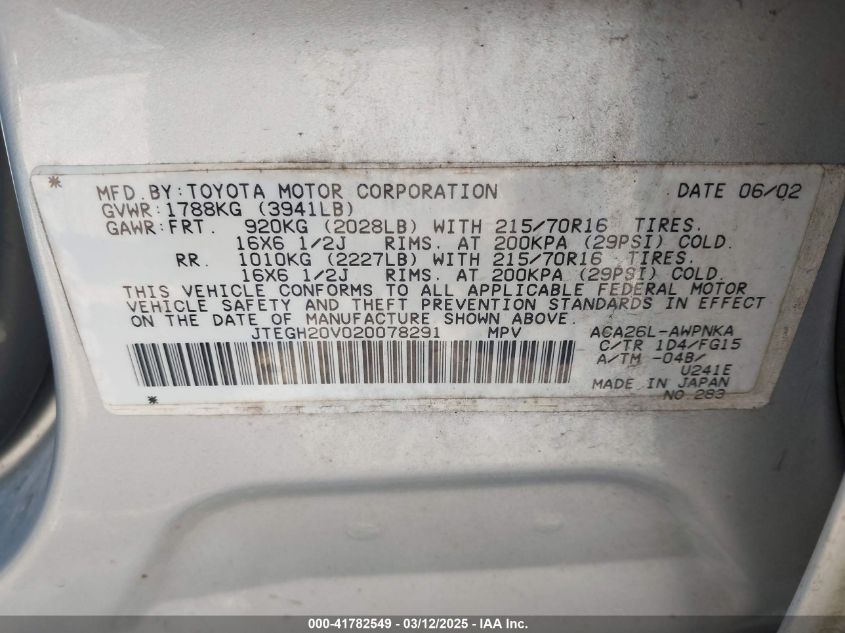 * MFD.BY:TOYOTA MOTOR CORPORATION DATE 06/02
GVWR:1788KG (3941LB)
GAWR:FRT. 920KG (2028LB) WITH 215/70R16 TIRES.
16X6 1/2J RIMS. AT 200KPA (29PSI) COLD.
RR. 1010KG (2227LB) WITH 215/70R16 TIRES.
16X6 1/2J RIMS. AT 200KPA (29PSI) COLD.
THIS VEHICLE CONFORMS TO ALL APPLICABLE FEDERAL MOTOR
VEHICLE SAFETY AND THEFT PREVENTION STANDARDS IN EFFECT
ON THE DATE OF MANUFACTURE SHOWN ABOVE.
JTEGH20V020078291 MPV ACA26L-AWPNKA
C/TR 1D4/FG15
A/TM -04B/
U241E
MADE IN JAPAN
* NO 283
000-41782549 - 03/12/2025 - IAA Inc.